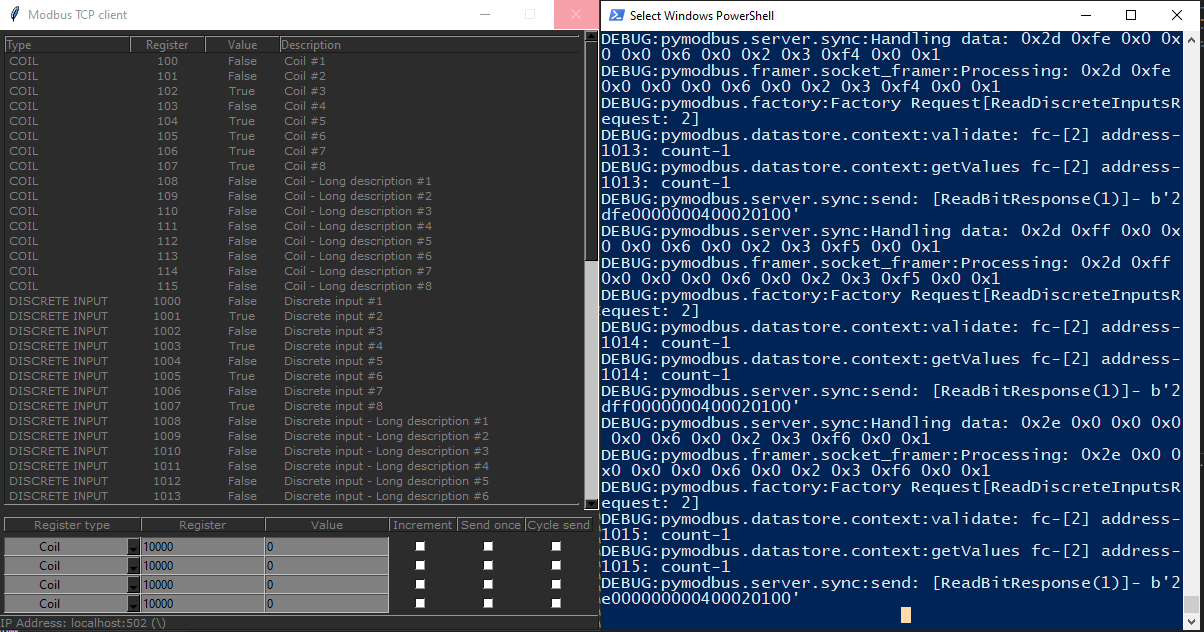 Modbus TCP client
Type Register Value Description
COIL 100 False Coil #1
COIL 101 False Coil #2
COIL 102 True Coil #3
COIL 103 False Coil #4
COIL 104 True Coil #5
COIL 105 True Coil #6
COIL 106 True Coil #7
COIL 107 True Coil #8
COIL 108 False Coil - Long description #1
COIL 109 False Coil - Long description #2
COIL 110 False Coil - Long description #3
COIL 111 False Coil - Long description #4
COIL 112 False Coil - Long description #5
COIL 113 False Coil - Long description #6
COIL 114 False Coil - Long description #7
COIL 115 False Coil - Long description #8
DISCRETE INPUT 1000 False Discrete input #1
DISCRETE INPUT 1001 True Discrete input #2
DISCRETE INPUT 1002 False Discrete input #3
DISCRETE INPUT 1003 True Discrete input #4
DISCRETE INPUT 1004 False Discrete input #5
DISCRETE INPUT 1005 True Discrete input #6
DISCRETE INPUT 1006 False Discrete input #7
DISCRETE INPUT 1007 True Discrete input #8
DISCRETE INPUT 1008 False Discrete input - Long description #1
DISCRETE INPUT 1009 False Discrete input - Long description #2
DISCRETE INPUT 1010 False Discrete input - Long description #3
DISCRETE INPUT 1011 False Discrete input - Long description #4
DISCRETE INPUT 1012 False Discrete input - Long description #5
DISCRETE INPUT 1013 False Discrete input - Long description #6
Register type Register Value Increment Send once Cycle send
Coil 10000 0
Coil 10000 0
Coil 10000 0
Coil 10000 0
IP Address: localhost:502 (\)
Select Windows PowerShell
DEBUG:pymodbus.server.sync:Handling data: 0x2d 0xfe 0x0 0x
0 0x0 0x6 0x0 0x2 0x3 0xf4 0x0 0x1
DEBUG:pymodbus.framer.socket_framer:Processing: 0x2d 0xfe
0x0 0x0 0x0 0x6 0x0 0x2 0x3 0xf4 0x0 0x1
DEBUG:pymodbus.factory:Factory Request[ReadDiscreteInputsR
equest: 2]
DEBUG:pymodbus.datastore.context:validate: fc-[2] address-
1013: count-1
DEBUG:pymodbus.datastore.context:getValues fc-[2] address-
1013: count-1
DEBUG:pymodbus.server.sync:send: [ReadBitResponse(1)]- b'2
dfe0000000400020100'
DEBUG:pymodbus.server.sync:Handling data: 0x2d 0xff 0x0 0x
0 0x0 0x6 0x0 0x2 0x3 0xf5 0x0 0x1
DEBUG:pymodbus.framer.socket_framer:Processing: 0x2d 0xff
0x0 0x0 0x0 0x6 0x0 0x2 0x3 0xf5 0x0 0x1
DEBUG:pymodbus.factory:Factory Request[ReadDiscreteInputsR
equest: 2]
DEBUG:pymodbus.datastore.context:validate: fc-[2] address-
1014: count-1
DEBUG:pymodbus.datastore.context:getValues fc-[2] address-
1014: count-1
DEBUG:pymodbus.server.sync:send: [ReadBitResponse(1)]- b'2
dff0000000400020100'
DEBUG:pymodbus.server.sync:Handling data: 0x2e 0x0 0x0 0x0
0x0 0x6 0x0 0x2 0x3 0xf6 0x0 0x1
DEBUG:pymodbus.framer.socket_framer:Processing: 0x2e 0x0 0
x0 0x0 0x0 0x6 0x0 0x2 0x3 0xf6 0x0 0x1
DEBUG:pymodbus.factory:Factory Request[ReadDiscreteInputsR
equest: 2]
DEBUG:pymodbus.datastore.context:validate: fc-[2] address-
1015: count-1
DEBUG:pymodbus.datastore.context:getValues fc-[2] address-
1015: count-1
DEBUG:pymodbus.server.sync:send: [ReadBitResponse(1)]- b'2
e000000000400020100'